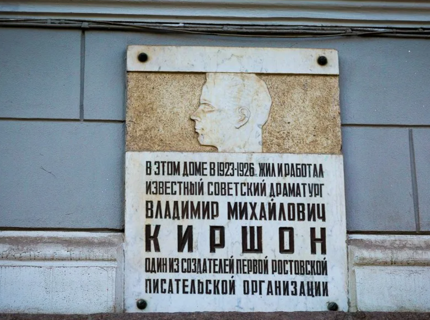 В ЭТОМ ДОМЕ В 1923-1926. ЖИЛ И РАБОТАЛ
ИЗВЕСТНЫЙ СОВЕТСКИЙ ДРАМАТУРГ
ВЛАДИМИР МИХАЙЛОВИЧ
КИРШОН
ОДИН ИЗ СОЗДАТЕЛЕЙ ПЕРВОЙ РОСТОВСКОЙ
ПИСАТЕЛЬСКОЙ ОРГАНИЗАЦИИ